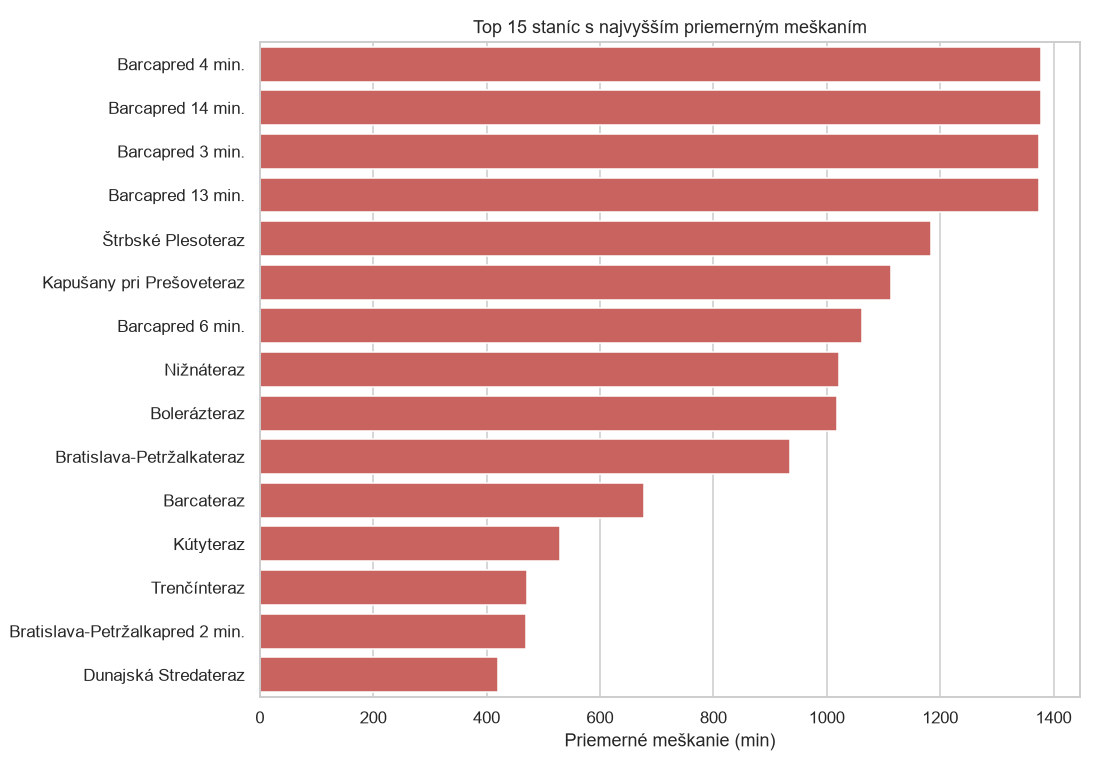 Top 15 staníc s najvyšším priemerným meškaním
Barcapred 4 min.
Barcapred 14 min.
Barcapred 3 min.
Barcapred 13 min.
Štrbské Plesoteraz
Kapušany pri Prešoveteraz
Barcapred 6 min.
Nižnáteraz
Bolerázteraz
Bratislava-Petržalkateraz
Barcateraz
Kútyteraz
Trenčínteraz
Bratislava-Petržalkapred 2 min.
Dunajská Stredateraz
0 200 400 600 800 1000 1200 1400
Priemerné meškanie (min)